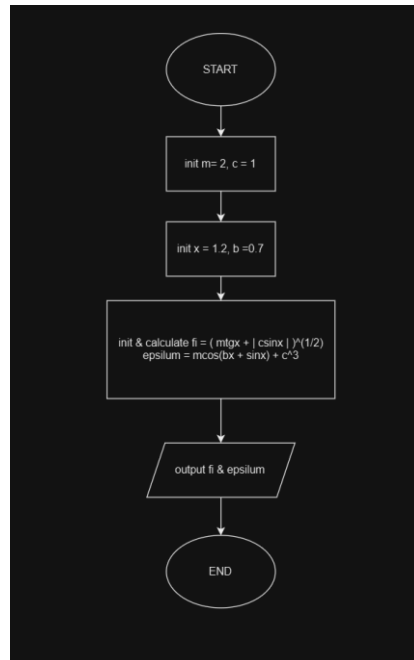 START
init m= 2, c = 1
init x = 1.2, b =0.7
init & calculate fi = ( mtgx + | csinx | )^(1/2)
epsilum = mcos(bx + sinx) + c^3
output fi & epsilum
END